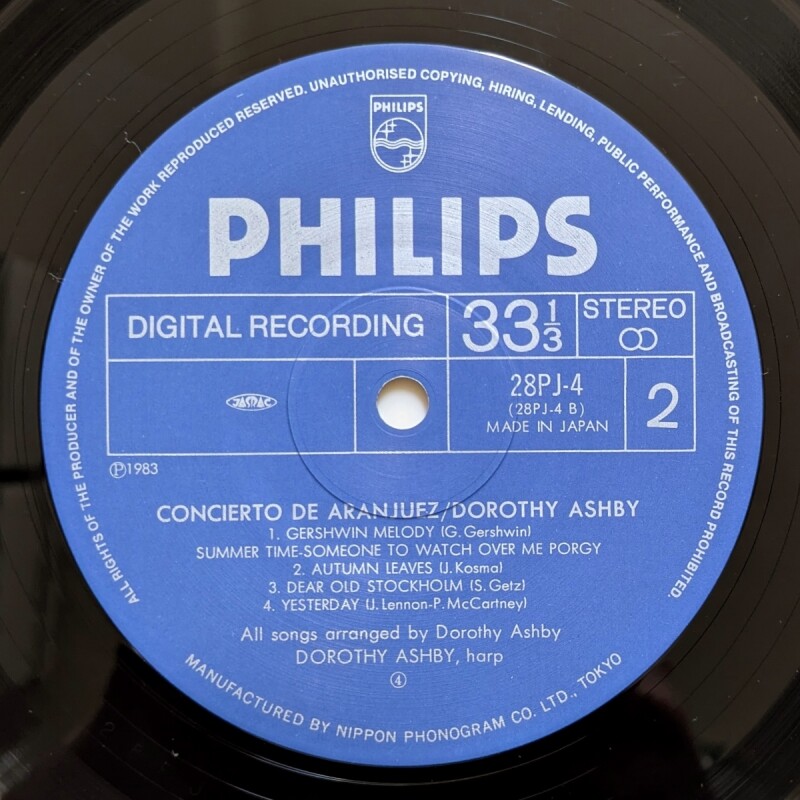 ALL RIGHTS OF THE PRODUCER AND OF THE OWNER OF THE WORK REPRODUCED RESERVED. UNAUTHORISED COPYING, HIRING, LENDING, PUBLIC PERFORMANCE AND BROADCASTING OF THIS RECORD PROHIBITED.
PHILIPS
PHILIPS
DIGITAL RECORDING
33 1/3
STEREO
JASRAC
28PJ-4
(28PJ-4 B)
MADE IN JAPAN
2
Ⓟ1983
CONCIERTO DE ARANJUEZ/DOROTHY ASHBY
1. GERSHWIN MELODY (G. Gershwin)
SUMMER TIME-SOMEONE TO WATCH OVER ME PORGY
2. AUTUMN LEAVES (J. Kosma)
3. DEAR OLD STOCKHOLM (S. Getz)
4. YESTERDAY (J. Lennon-P. McCartney)
All songs arranged by Dorothy Ashby
DOROTHY ASHBY, harp
④
MANUFACTURED BY NIPPON PHONOGRAM CO. LTD., TOKYO